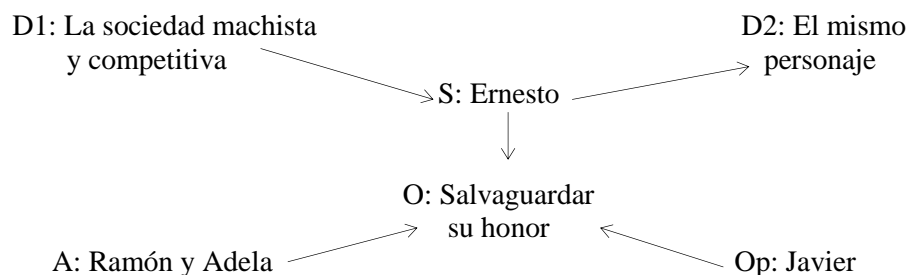 D1: La sociedad machista
y competitiva
D2: El mismo
personaje
S: Ernesto
O: Salvaguardar
su honor
A: Ramón y Adela
Op: Javier